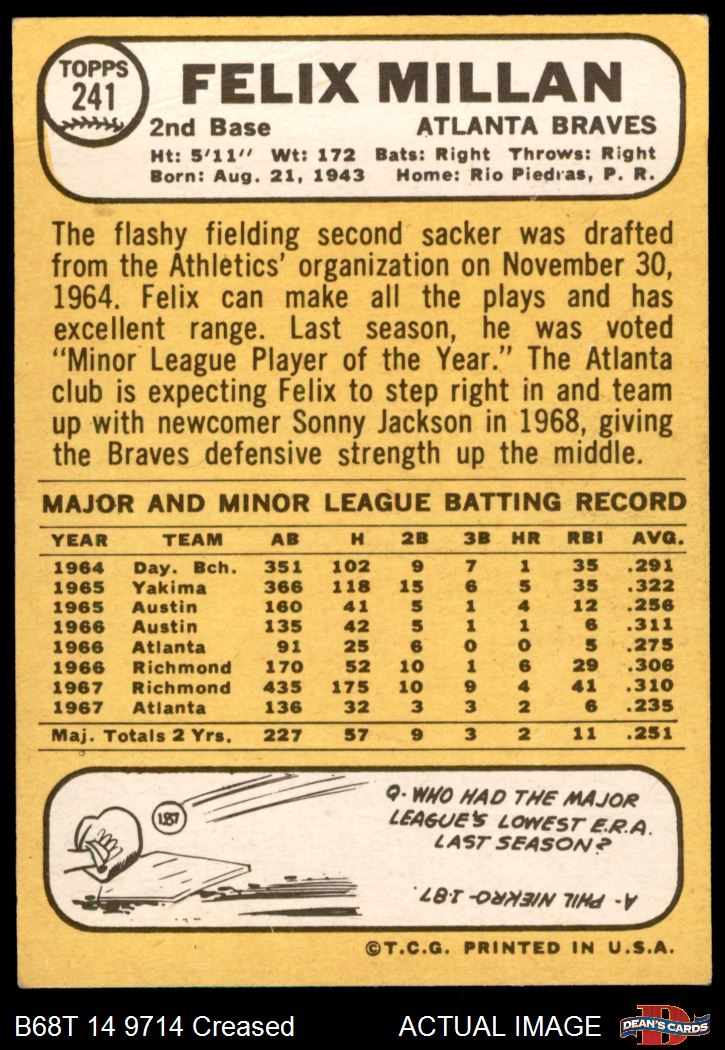 TOPPS
241
FELIX MILLAN
2nd Base ATLANTA BRAVES
Ht: 5'11" Wt: 172 Bats: Right Throws: Right
Born: Aug. 21, 1943 Home: Rio Piedras, P. R.
The flashy fielding second sacker was drafted
from the Athletics' organization on November 30,
1964. Felix can make all the plays and has
excellent range. Last season, he was voted
"Minor League Player of the Year." The Atlanta
club is expecting Felix to step right in and team
up with newcomer Sonny Jackson in 1968, giving
the Braves defensive strength up the middle.
MAJOR AND MINOR LEAGUE BATTING RECORD
YEAR TEAM AB H 2B 3B HR RBI AVG.
1964 Day. Bch. 351 102 9 7 1 35 .291
1965 Yakima 366 118 15 6 5 35 .322
1965 Austin 160 41 5 1 4 12 .256
1966 Austin 135 42 5 1 1 6 .311
1966 Atlanta 91 25 6 0 0 5 .275
1966 Richmond 170 52 10 1 6 29 .306
1967 Richmond 435 175 10 9 4 41 .310
1967 Atlanta 136 32 3 3 2 6 .235
Maj. Totals 2 Yrs. 227 57 9 3 2 11 .251
1.87
Q- WHO HAD THE MAJOR
LEAGUE'S LOWEST E.R.A.
LAST SEASON?
A- PHIL NIEKRO-1.87.
©T.C.G. PRINTED IN U.S.A.
B68T 14 9714 Creased ACTUAL IMAGE
D
DEAN'S CARDS